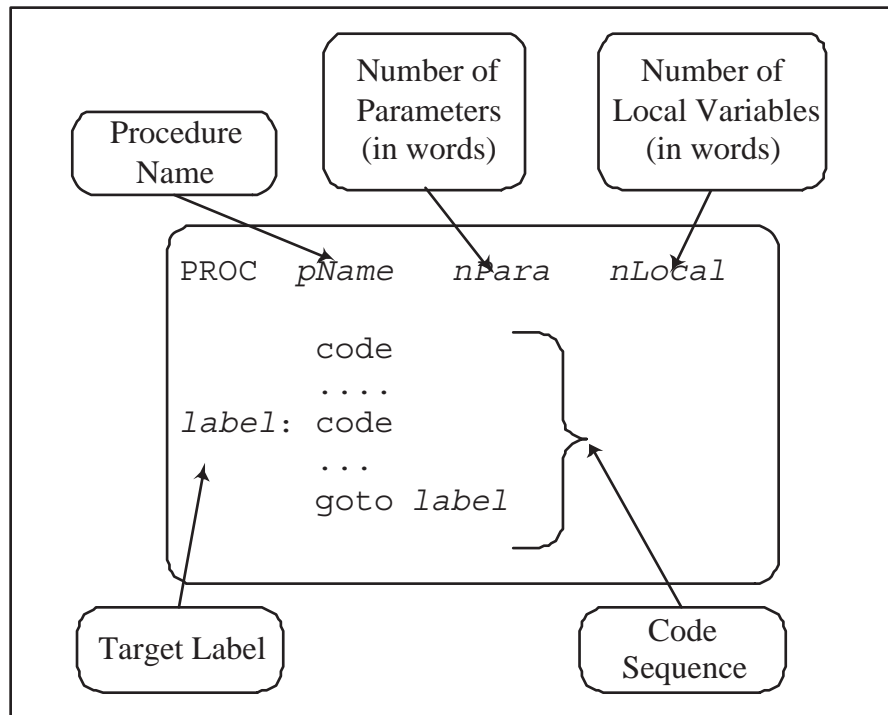 Number of
Parameters
(in words)
Number of
Local Variables
(in words)
Procedure
Name
PROC pName nPara nLocal
code
....
label: code
...
goto label
Target Label
Code
Sequence